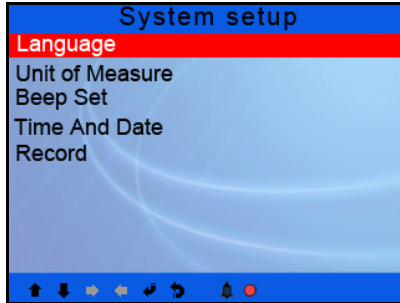 System setup
Language
Unit of Measure
Beep Set
Time And Date
Record